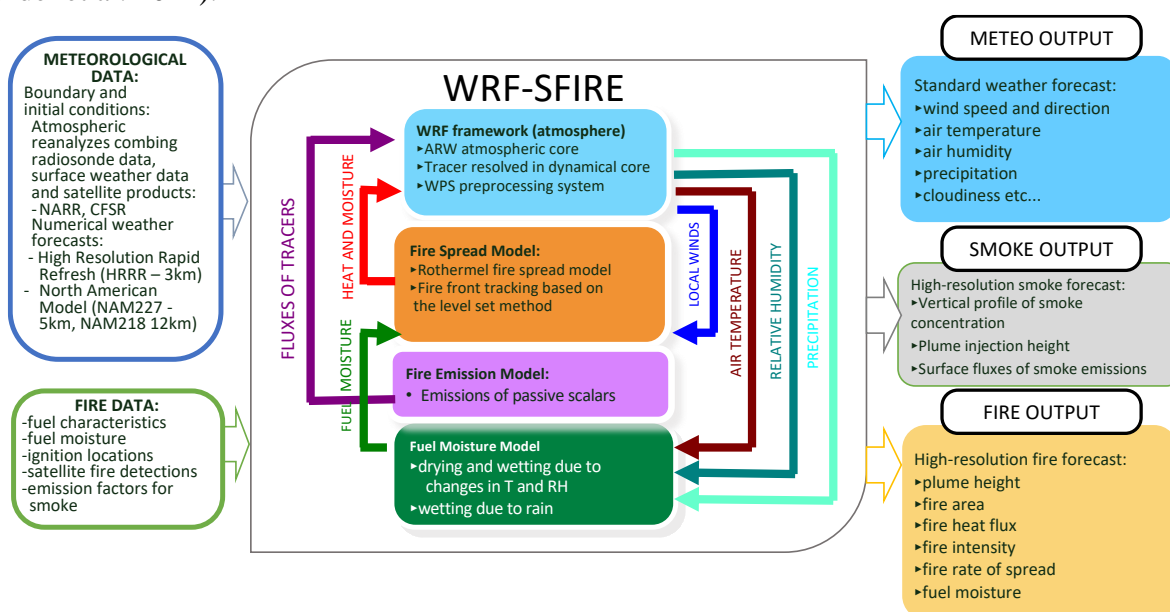 METEOROLOGICAL
DATA:
Boundary and
initial conditions:
Atmospheric
reanalyzes combing
radiosonde data,
surface weather data
and satellite products:
-NARR, CFSR
Numerical weather
forecasts:
- High Resolution Rapid
Refresh (HRRR – 3km)
- North American
Model (NAM227 -
5km, NAM218 12km)
FIRE DATA:
-fuel characteristics
-fuel moisture
-ignition locations
-satellite fire detections
-emission factors for
smoke
WRF-SFIRE
WRF framework (atmosphere)
▸ARW atmospheric core
▸Tracer resolved in dynamical core
▸WPS preprocessing system
Fire Spread Model:
▸Rothermel fire spread model
▸Fire front tracking based on
the level set method
Fire Emission Model:
• Emissions of passive scalars
Fuel Moisture Model
▸drying and wetting due to
changes in T and RH
▸wetting due to rain
FLUXES OF TRACERS
HEAT AND MOISTURE
FUEL MOISTURE
LOCAL WINDS
AIR TEMPERATURE
RELATIVE HUMIDITY
PRECIPITATION
METEO OUTPUT
Standard weather forecast:
▸wind speed and direction
▸air temperature
▸air humidity
▸precipitation
▸cloudiness etc...
SMOKE OUTPUT
High-resolution smoke forecast:
▸Vertical profile of smoke
concentration
▸Plume injection height
▸Surface fluxes of smoke emissions
FIRE OUTPUT
High-resolution fire forecast:
▸plume height
▸fire area
▸fire heat flux
▸fire intensity
▸fire rate of spread
▸fuel moisture